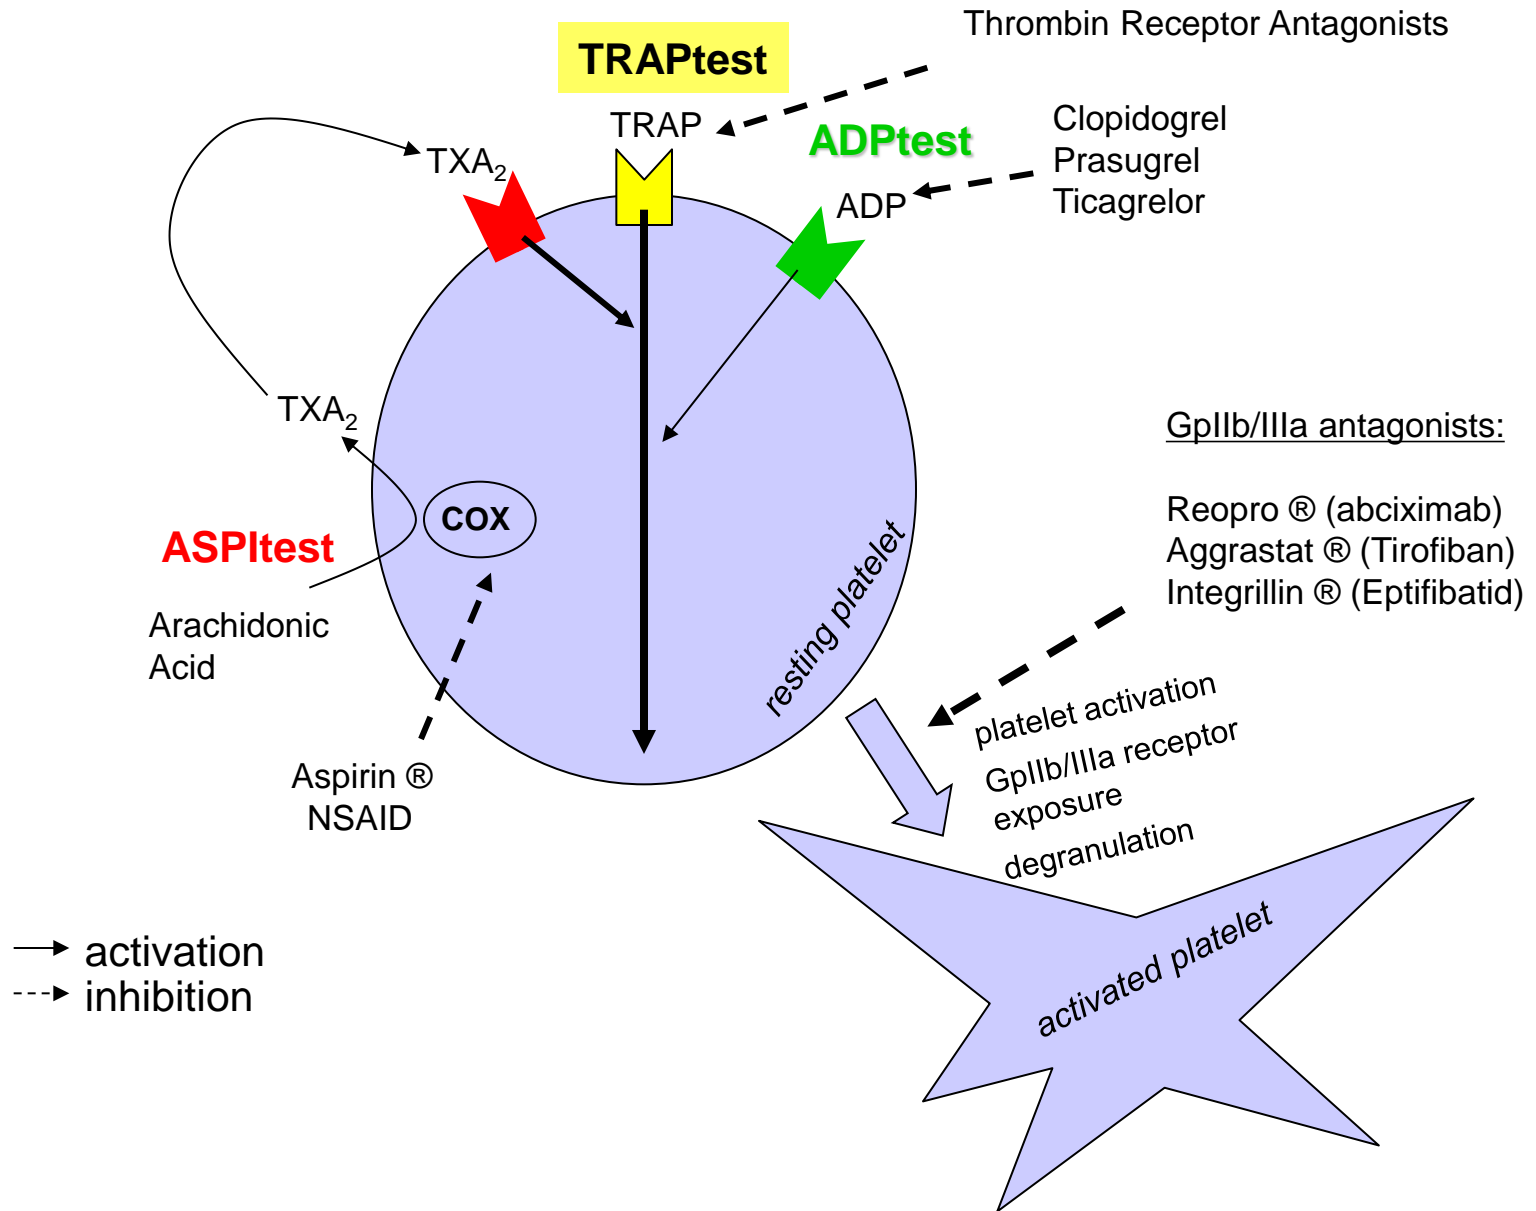 Thrombin Receptor Antagonists
TRAPtest
TRAP
ADPtest
Clopidogrel
Prasugrel
Ticagrelor
TXA₂
ADP
TXA₂
GpIIb/IIIa antagonists:
Reopro ® (abciximab)
Aggrastat ® (Tirofiban)
Integrillin ® (Eptifibatid)
COX
ASPItest
Arachidonic
Acid
resting platelet
Aspirin ®
NSAID
platelet activation
GpIIb/IIIa receptor
exposure
degranulation
activated platelet
activation
inhibition